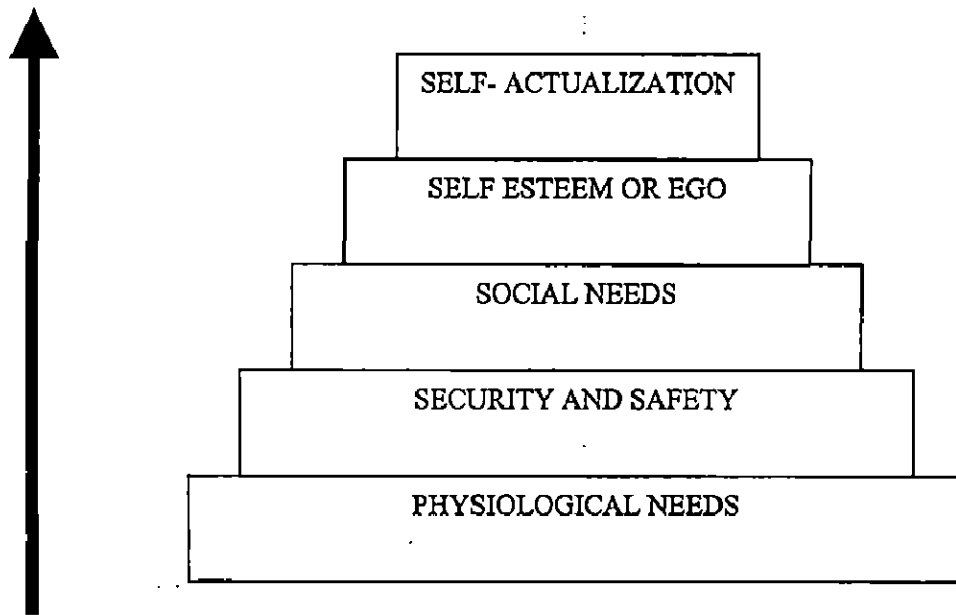 SELF- ACTUALIZATION
SELF ESTEEM OR EGO
SOCIAL NEEDS
SECURITY AND SAFETY
PHYSIOLOGICAL NEEDS